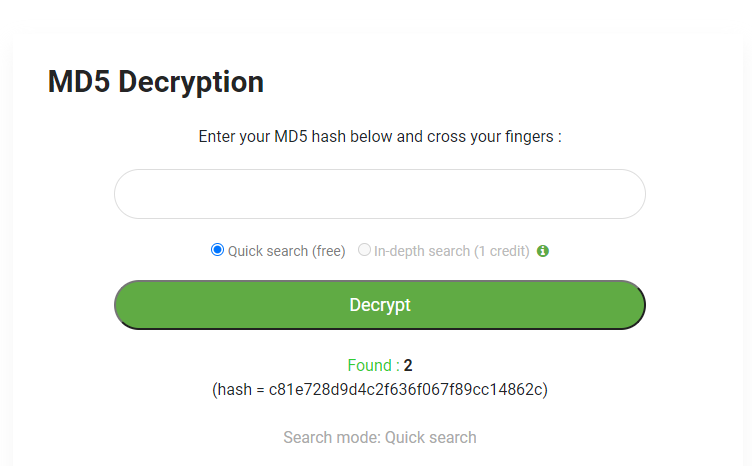 MD5 Decryption
Enter your MD5 hash below and cross your fingers :
Quick search (free) In-depth search (1 credit)
Decrypt
Found : 2
(hash = c81e728d9d4c2f636f067f89cc14862c)
Search mode: Quick search